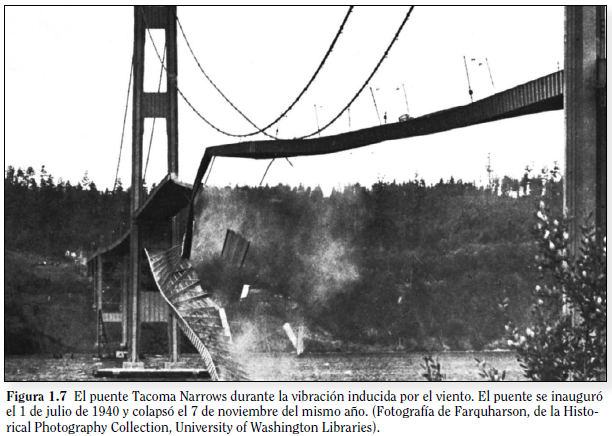 Figura 1.7 El puente Tacoma Narrows durante la vibración inducida por el viento. El puente se inauguró
el 1 de julio de 1940 y colapsó el 7 de noviembre del mismo año. (Fotografía de Farquharson, de la Histo-
rical Photography Collection, University of Washington Libraries).